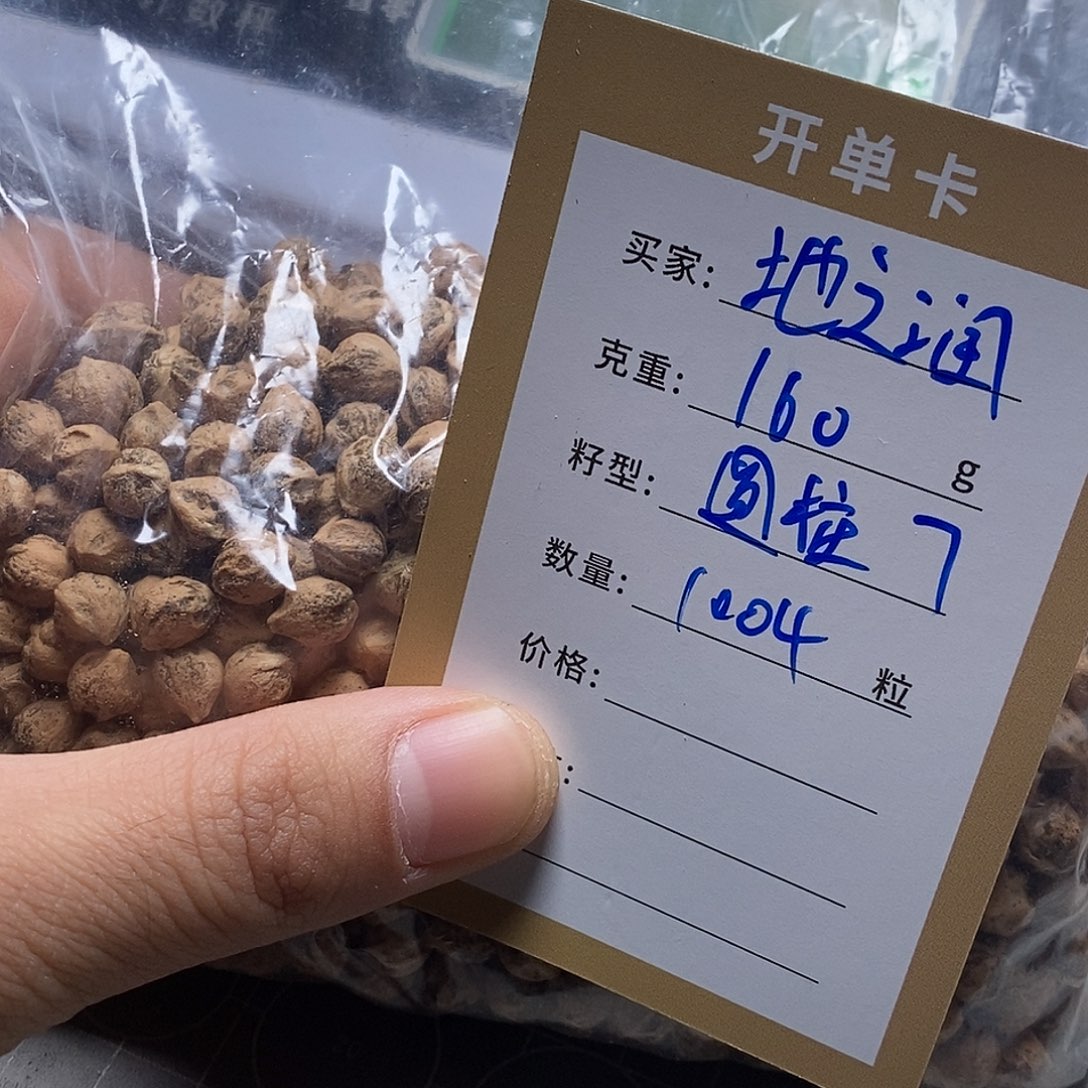 开单卡
买家: 地之润
克重: 160 g
籽型: 圆桩 7
数量: 1004 粒
价格:
: